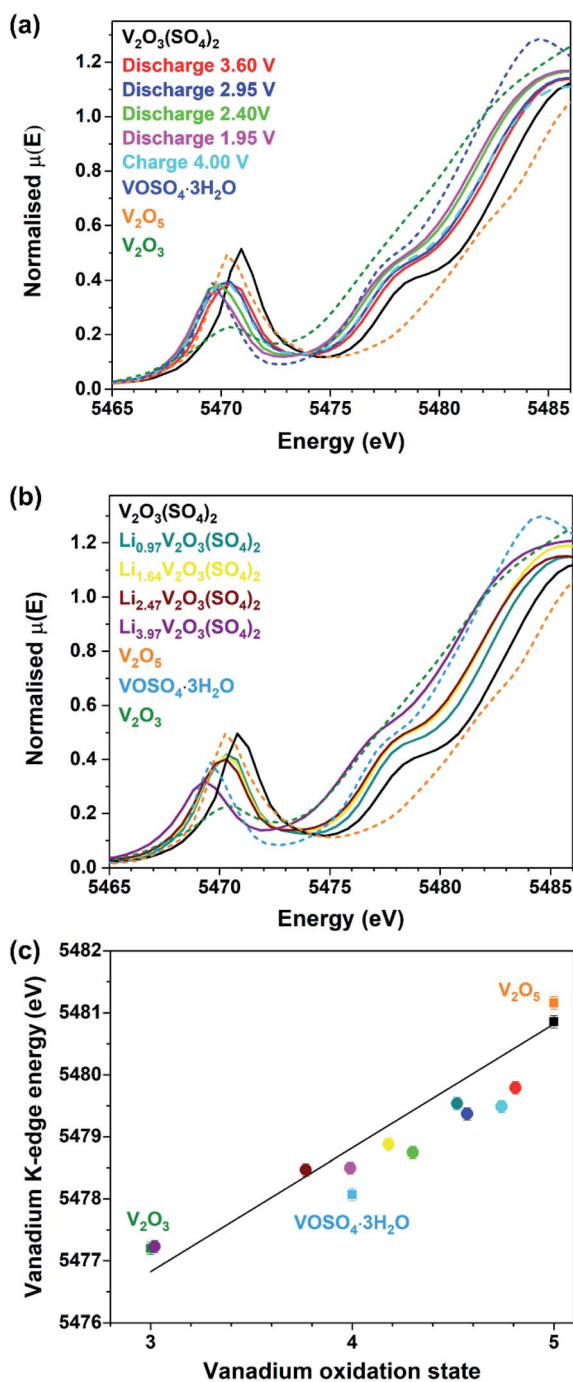 (a)
V₂O₃(SO₄)₂
Discharge 3.60 V
Discharge 2.95 V
Discharge 2.40V
Discharge 1.95 V
Charge 4.00 V
VOSO₄·3H₂O
V₂O₅
V₂O₃
Normalised μ(E)
1.2
1.0
0.8
0.6
0.4
0.2
0.0
5465 5470 5475 5480 5485
Energy (eV)
(b)
V₂O₃(SO₄)₂
Li₀.₉₇V₂O₃(SO₄)₂
Li₁.₆₄V₂O₃(SO₄)₂
Li₂.₄₇V₂O₃(SO₄)₂
Li₃.₉₇V₂O₃(SO₄)₂
V₂O₅
VOSO₄·3H₂O
V₂O₃
Normalised μ(E)
1.2
1.0
0.8
0.6
0.4
0.2
0.0
5465 5470 5475 5480 5485
Energy (eV)
(c)
Vanadium K-edge energy (eV)
5482
5481
5480
5479
5478
5477
5476
V₂O₅
VOSO₄·3H₂O
V₂O₃
3 4 5
Vanadium oxidation state